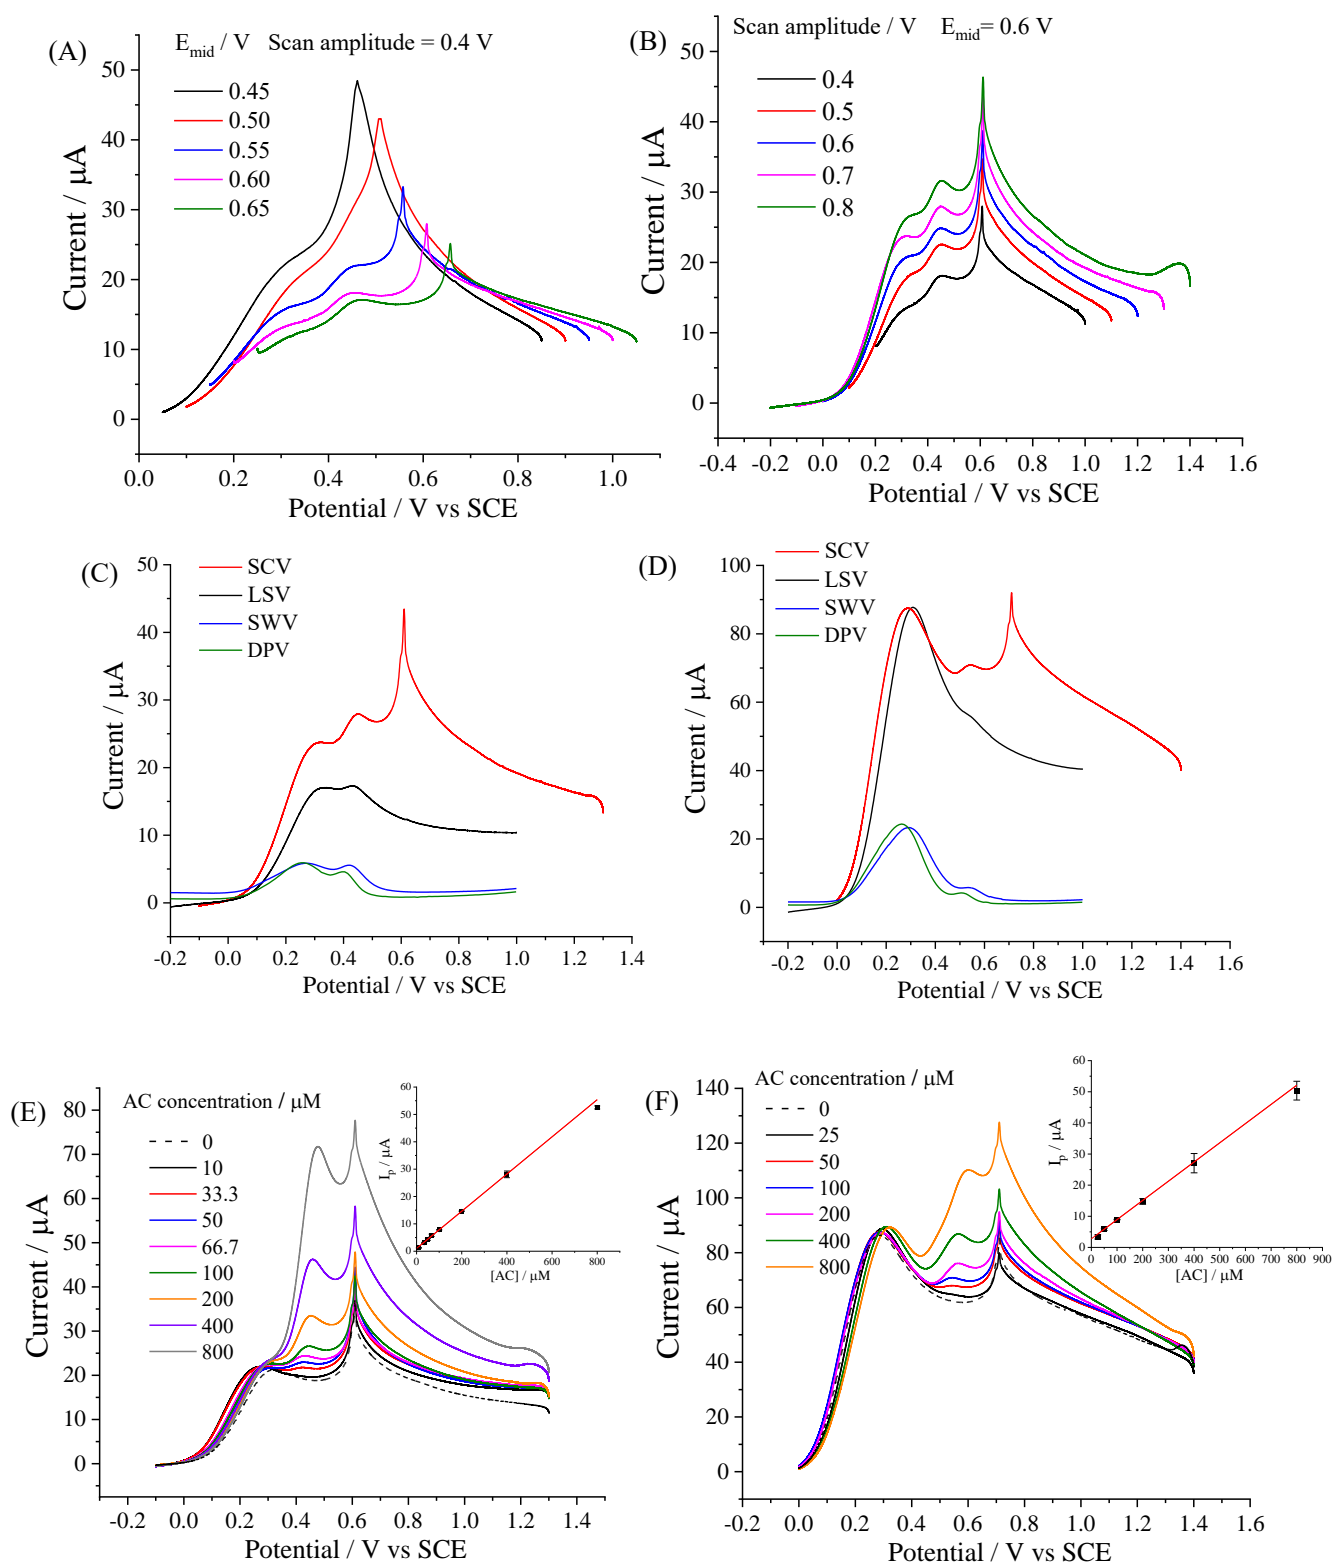 (A)
E_mid / V Scan amplitude = 0.4 V
0.45
0.50
0.55
0.60
0.65
50
40
30
20
10
0
Current / μA
0.0 0.2 0.4 0.6 0.8 1.0
Potential / V vs SCE
(B)
Scan amplitude / V E_mid= 0.6 V
0.4
0.5
0.6
0.7
0.8
50
40
30
20
10
0
Current / μA
-0.4 -0.2 0.0 0.2 0.4 0.6 0.8 1.0 1.2 1.4 1.6
Potential / V vs SCE
(C)
SCV
LSV
SWV
DPV
50
40
30
20
10
0
Current / μA
-0.2 0.0 0.2 0.4 0.6 0.8 1.0 1.2 1.4
Potential / V vs SCE
(D)
SCV
LSV
SWV
DPV
100
80
60
40
20
0
Current / μA
-0.2 0.0 0.2 0.4 0.6 0.8 1.0 1.2 1.4 1.6
Potential / V vs SCE
(E)
AC concentration / μM
0
10
33.3
50
66.7
100
200
400
800
80
70
60
50
40
30
20
10
0
Current / μA
-0.2 0.0 0.2 0.4 0.6 0.8 1.0 1.2 1.4
Potential / V vs SCE
60
50
40
30
20
10
0
I_p / μA
0 200 400 600 800
[AC] / μM
(F)
AC concentration / μM
0
25
50
100
200
400
800
140
120
100
80
60
40
20
0
Current / μA
0.0 0.2 0.4 0.6 0.8 1.0 1.2 1.4 1.6
Potential / V vs SCE
60
50
40
30
20
10
0
I_p / μA
0 100 200 300 400 500 600 700 800 900
[AC] / μM